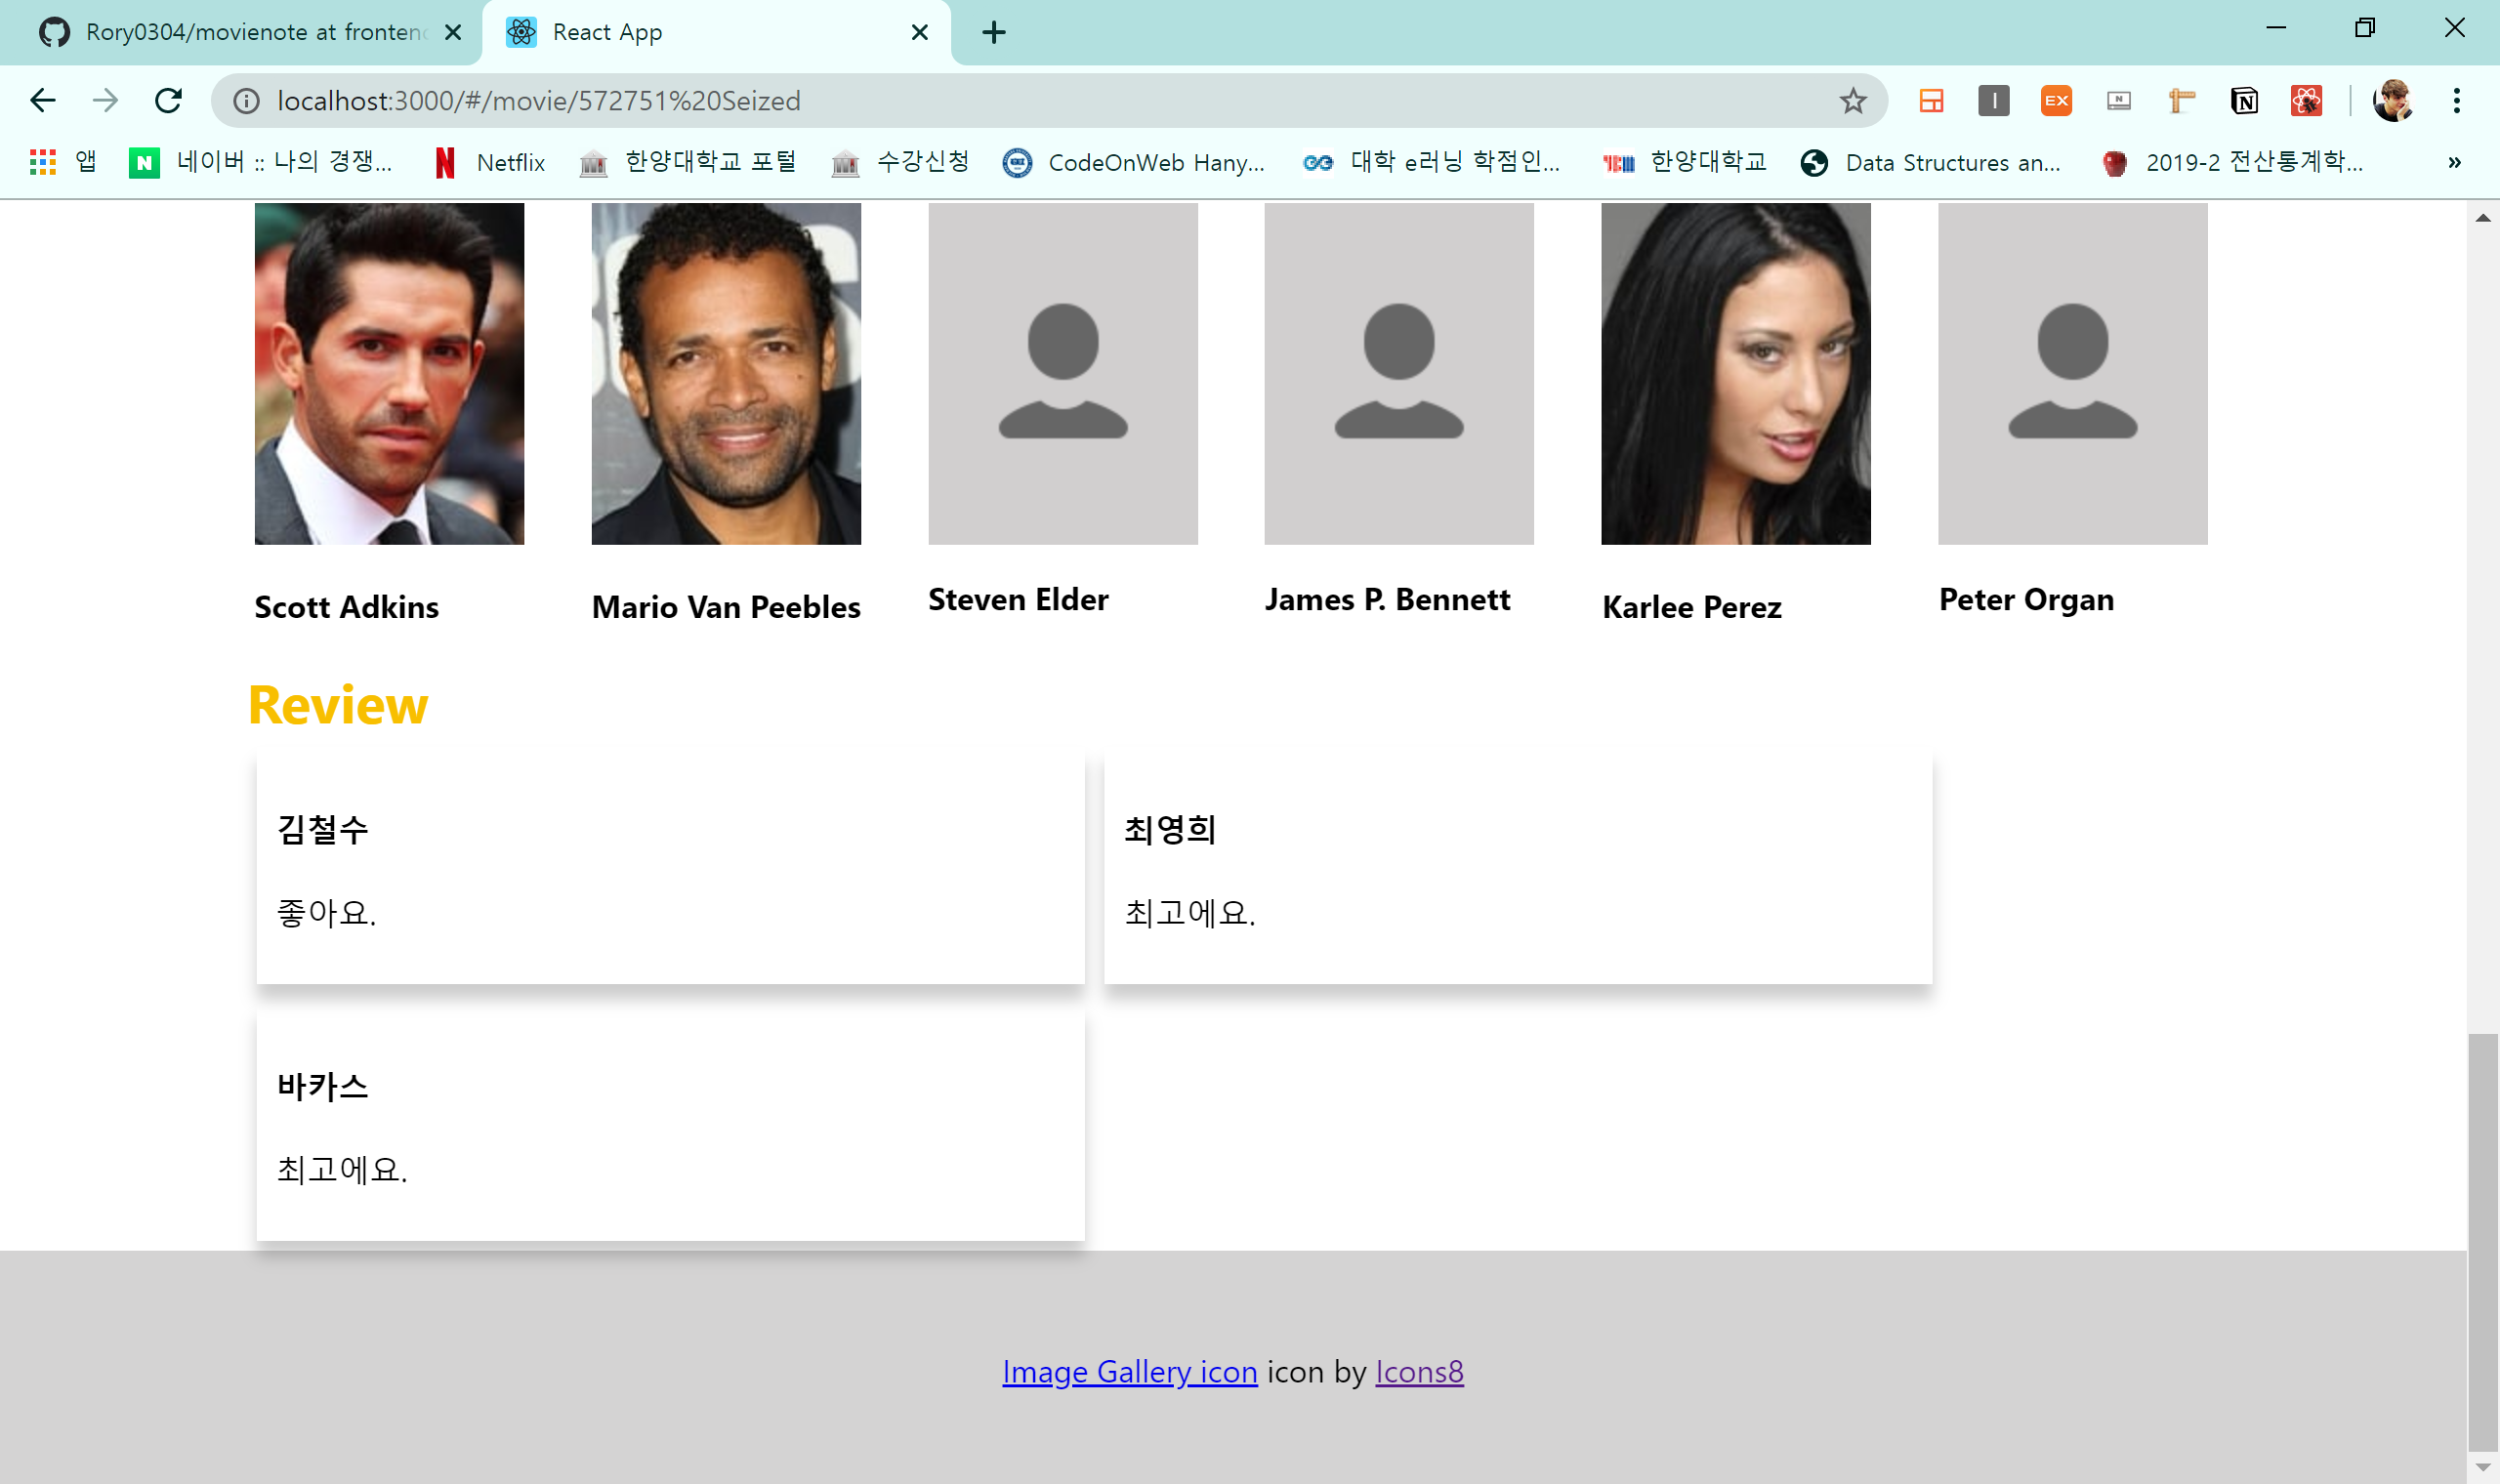 Rory0304/movienote at frontend
React App
localhost:3000/#/movie/572751%20Seized
앱
네이버 :: 나의 경쟁...
Netflix
한양대학교 포털
수강신청
CodeOnWeb Hany...
대학 e러닝 학점인...
한양대학교
Data Structures an...
2019-2 전산통계학...
»
Scott Adkins
Mario Van Peebles
Steven Elder
James P. Bennett
Karlee Perez
Peter Organ
Review
김철수
좋아요.
최영희
최고에요.
바카스
최고에요.
Image Gallery icon icon by Icons8